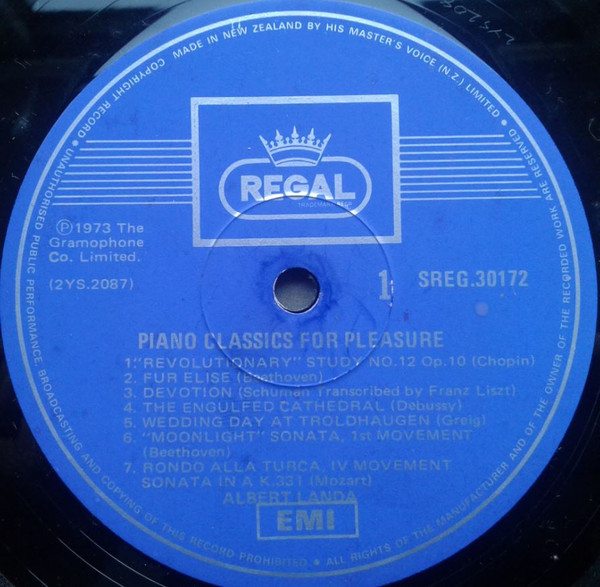 COPYRIGHT RECORD ● MADE IN NEW ZEALAND BY HIS MASTER'S VOICE (N.Z.) LIMITED ● ALL RIGHTS OF THE MANUFACTURER AND OF THE OWNER OF THE RECORDED WORK ARE RESERVED ● UNAUTHORISED PUBLIC PERFORMANCE, BROADCASTING AND COPYING OF THIS RECORD PROHIBITED. ●
REGAL
Ⓟ1973 The
Gramophone
Co. Limited.
(2YS.2087)
1
SREG.30172
PIANO CLASSICS FOR PLEASURE
1. "REVOLUTIONARY" STUDY NO.12 Op.10 (Chopin)
2. FUR ELISE (Beethoven)
3. DEVOTION (Schuman Transcribed by Franz Liszt)
4. THE ENGULFED CATHEDRAL (Debussy)
5. WEDDING DAY AT TROLDHAUGEN (Greig)
6. "MOONLIGHT" SONATA, 1st MOVEMENT
(Beethoven)
7. RONDO ALLA TURCA, IV MOVEMENT
SONATA IN A K.331 (Mozart)
ALBERT LANDA
EMI